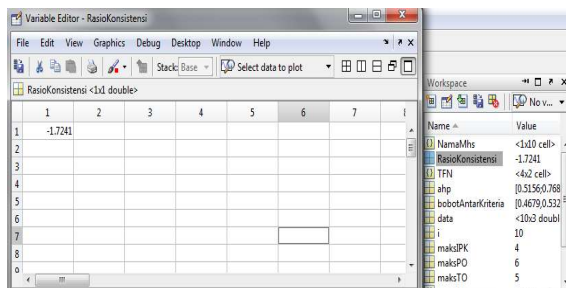 Variable Editor - RasioKonsistensi
File Edit View Graphics Debug Desktop Window Help
Stack: Base Select data to plot
RasioKonsistensi <1x1 double>
1 2 3 4 5 6 7
1 -1.7241
2
3
4
5
6
7
8
9
Workspace
No v...
Name Value
NamaMhs <1x10 cell>
RasioKonsistensi -1.7241
TFN <4x2 cell>
ahp [0.5156;0.768
bobotAntarKriteria [0.4679,0.532
data <10x3 doubl
i 10
maksIPK 4
maksPO 6
maksTO 5